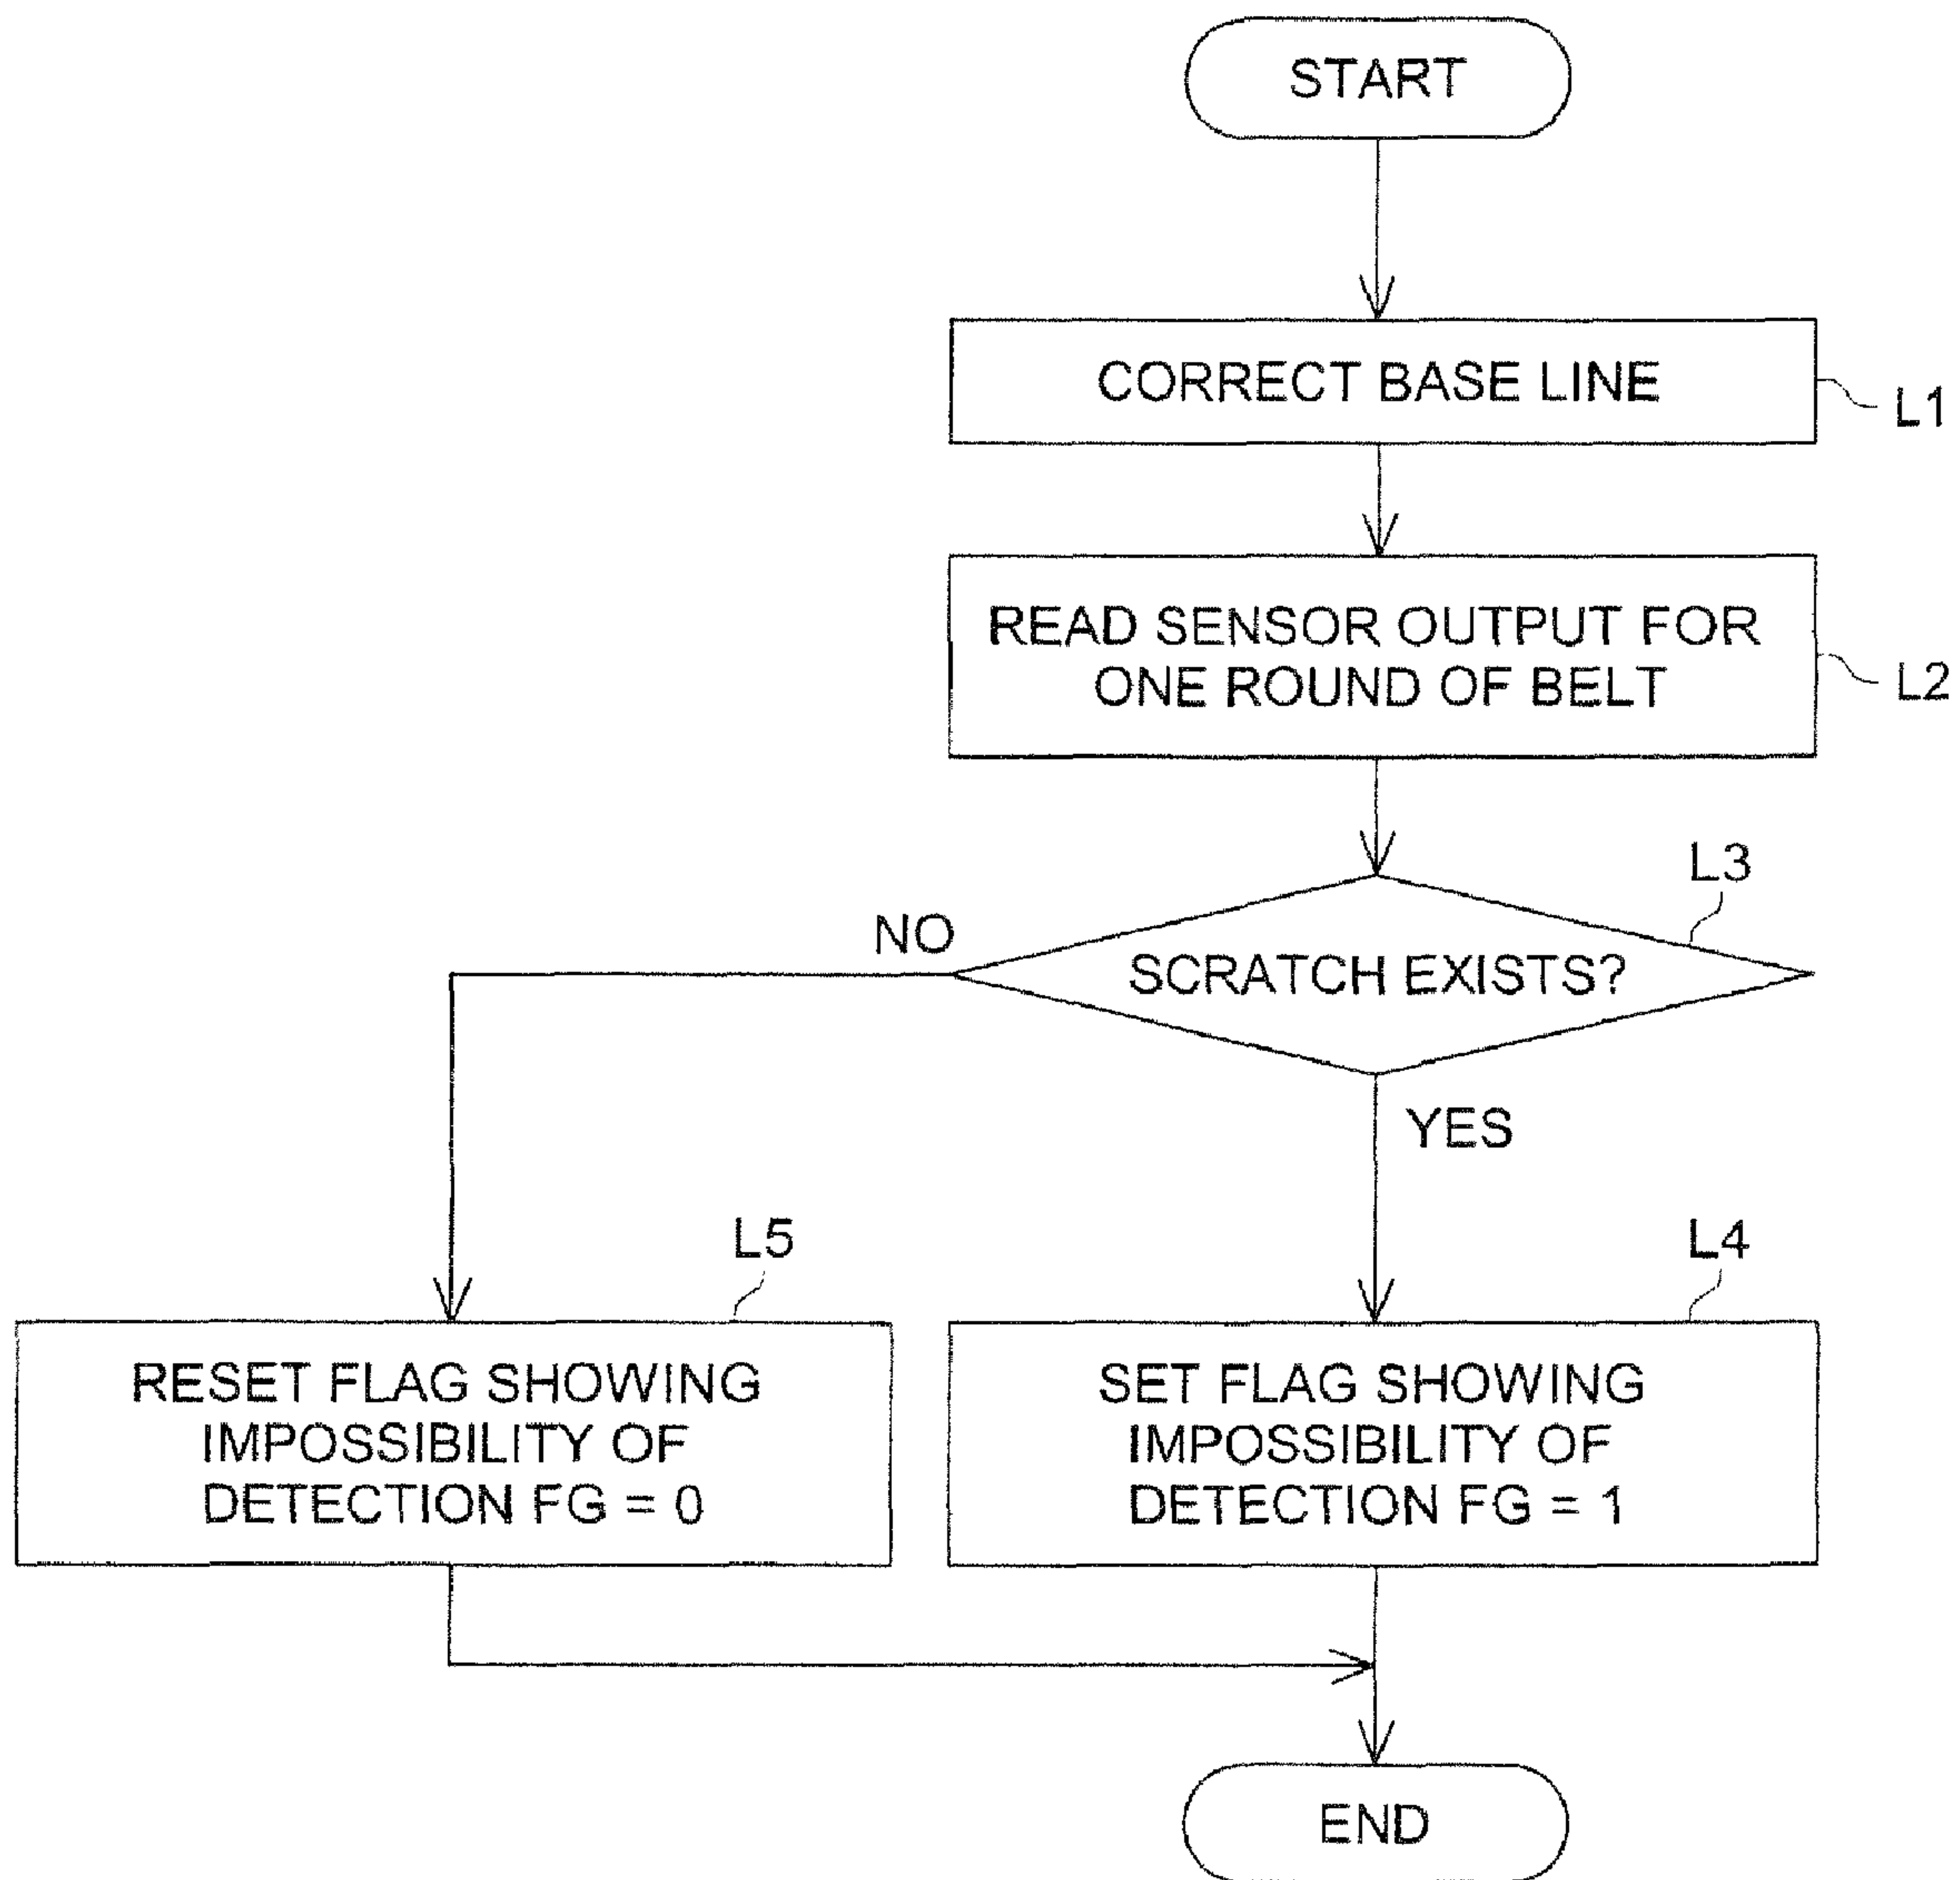 START
CORRECT BASE LINE
L1
READ SENSOR OUTPUT FOR
ONE ROUND OF BELT
L2
L3
NO
SCRATCH EXISTS?
YES
L5
L4
RESET FLAG SHOWING
IMPOSSIBILITY OF
DETECTION FG = 0
SET FLAG SHOWING
IMPOSSIBILITY OF
DETECTION FG = 1
END